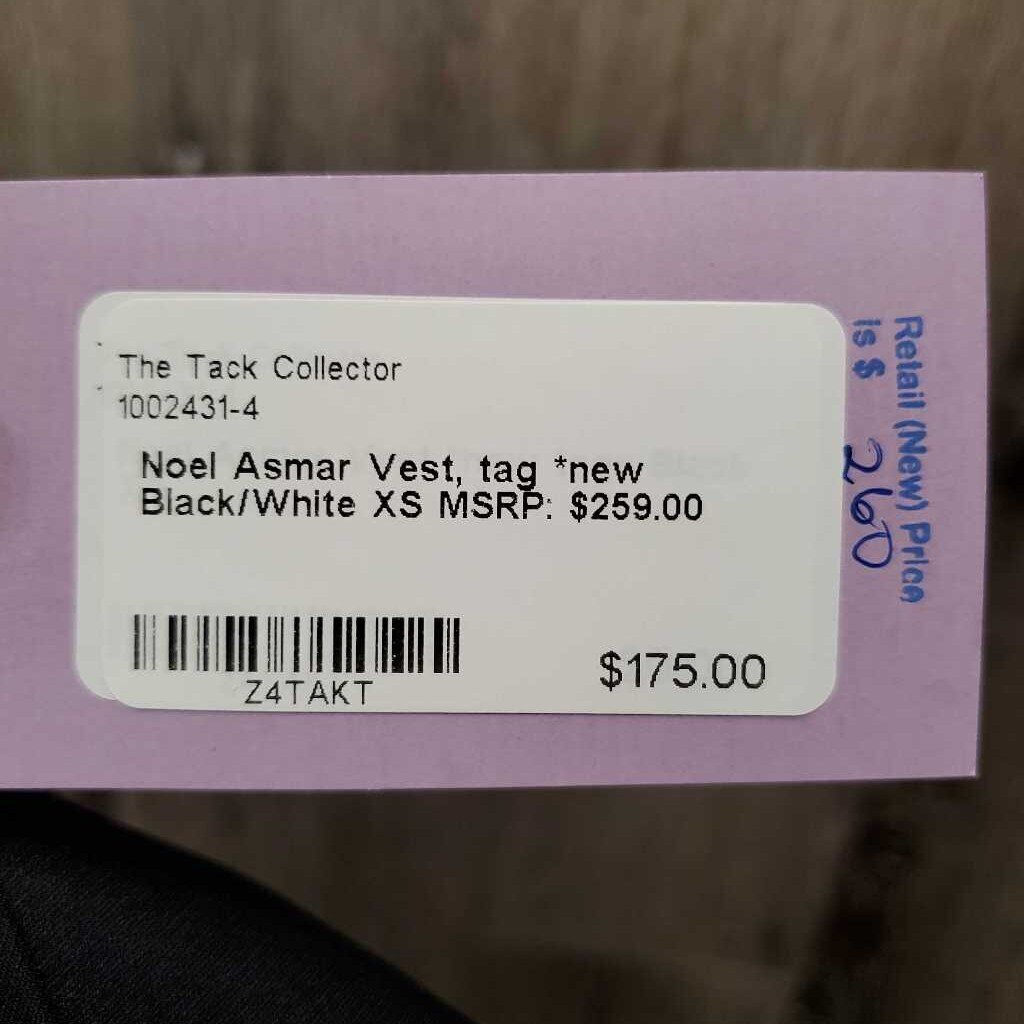 The Tack Collector
1002431-4
Noel Asmar Vest, tag *new
Black/White XS MSRP: $259.00
Z4TAKT
$175.00
Retail (New) Price
is $ 260